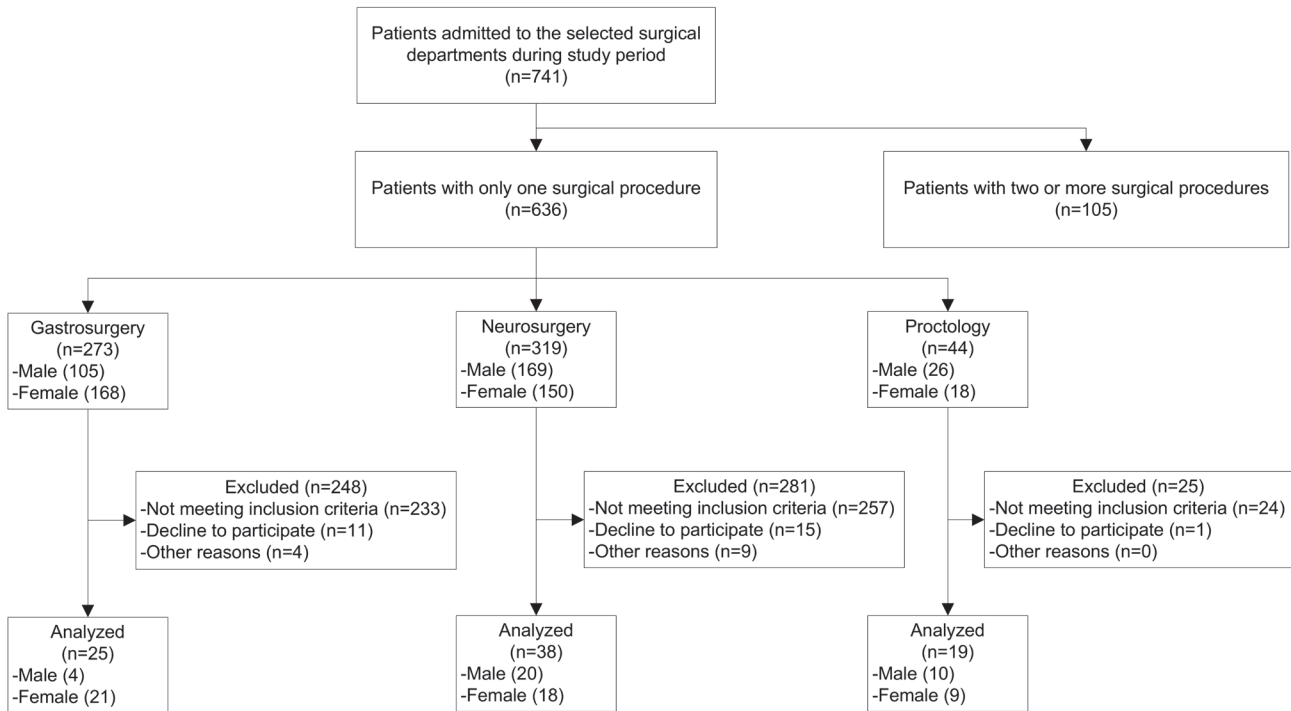 Patients admitted to the selected surgical
departments during study period
(n=741)
Patients with only one surgical procedure
(n=636)
Patients with two or more surgical procedures
(n=105)
Gastrosurgery
(n=273)
-Male (105)
-Female (168)
Neurosurgery
(n=319)
-Male (169)
-Female (150)
Proctology
(n=44)
-Male (26)
-Female (18)
Excluded (n=248)
-Not meeting inclusion criteria (n=233)
-Decline to participate (n=11)
-Other reasons (n=4)
Excluded (n=281)
-Not meeting inclusion criteria (n=257)
-Decline to participate (n=15)
-Other reasons (n=9)
Excluded (n=25)
-Not meeting inclusion criteria (n=24)
-Decline to participate (n=1)
-Other reasons (n=0)
Analyzed
(n=25)
-Male (4)
-Female (21)
Analyzed
(n=38)
-Male (20)
-Female (18)
Analyzed
(n=19)
-Male (10)
-Female (9)